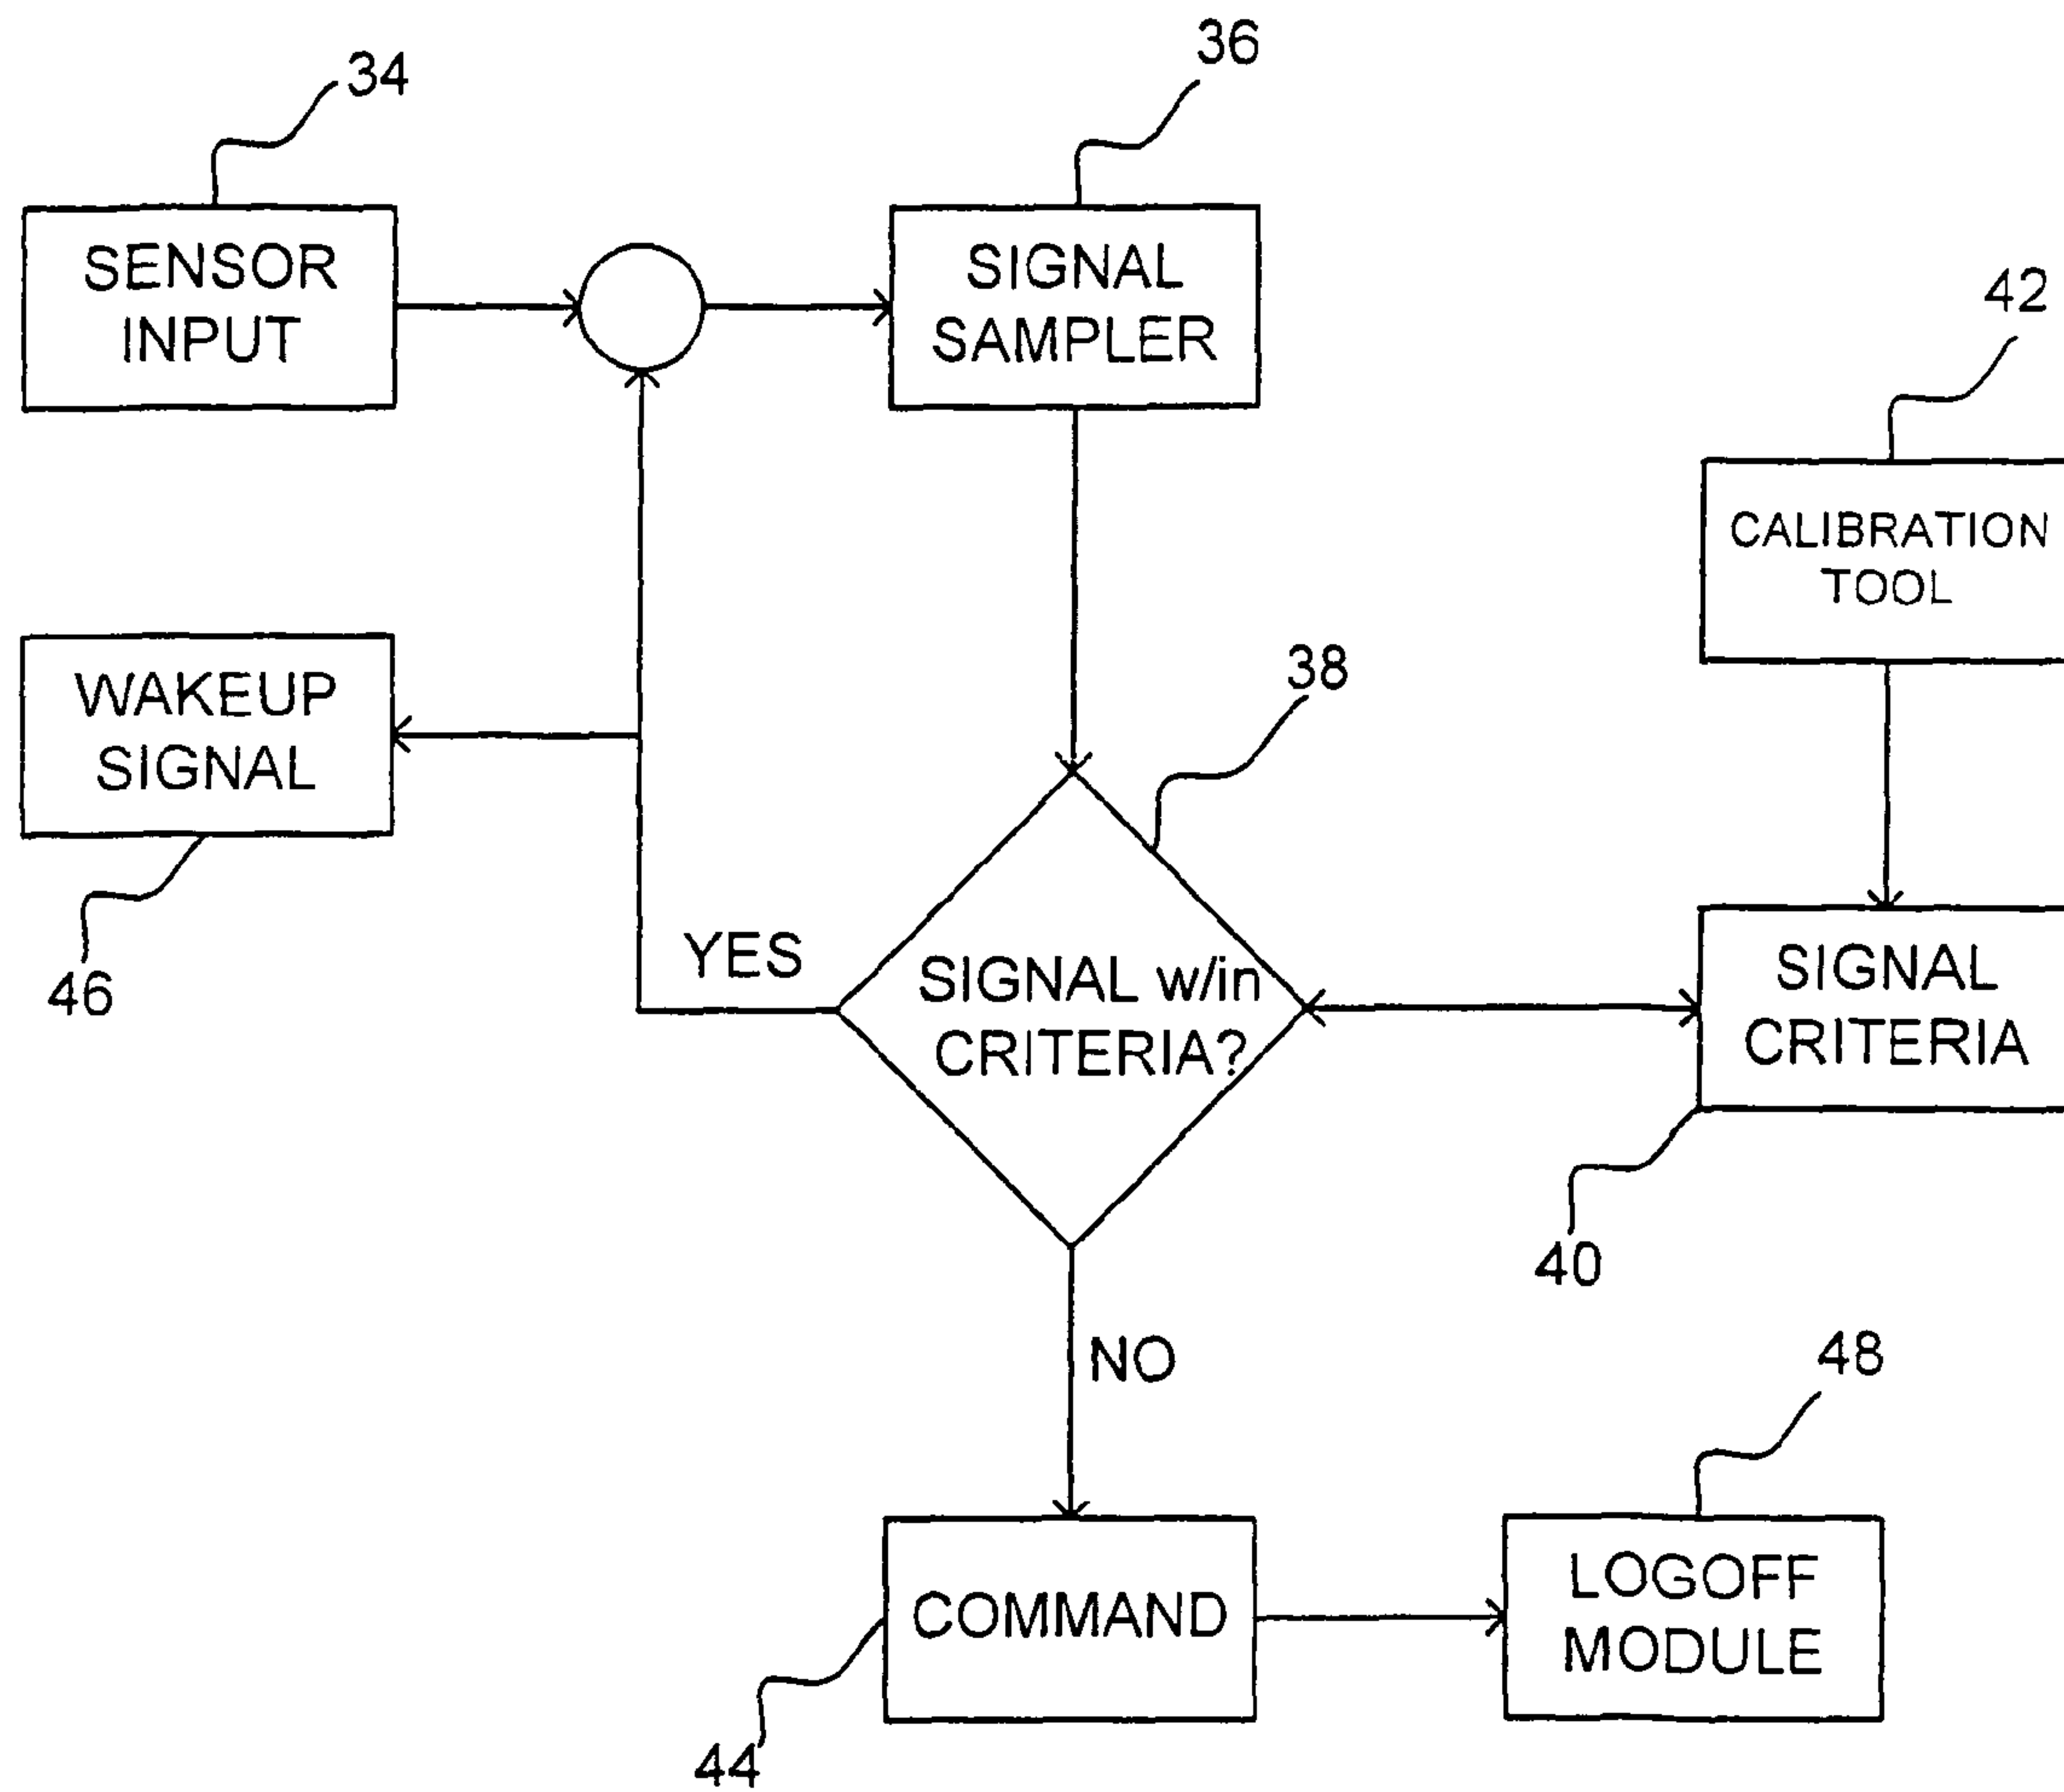 34
36
SENSOR
INPUT
SIGNAL
SAMPLER
42
CALIBRATION
TOOL
WAKEUP
SIGNAL
38
46
YES
SIGNAL w/in
CRITERIA?
SIGNAL
CRITERIA
40
NO
48
COMMAND
LOGOFF
MODULE
44